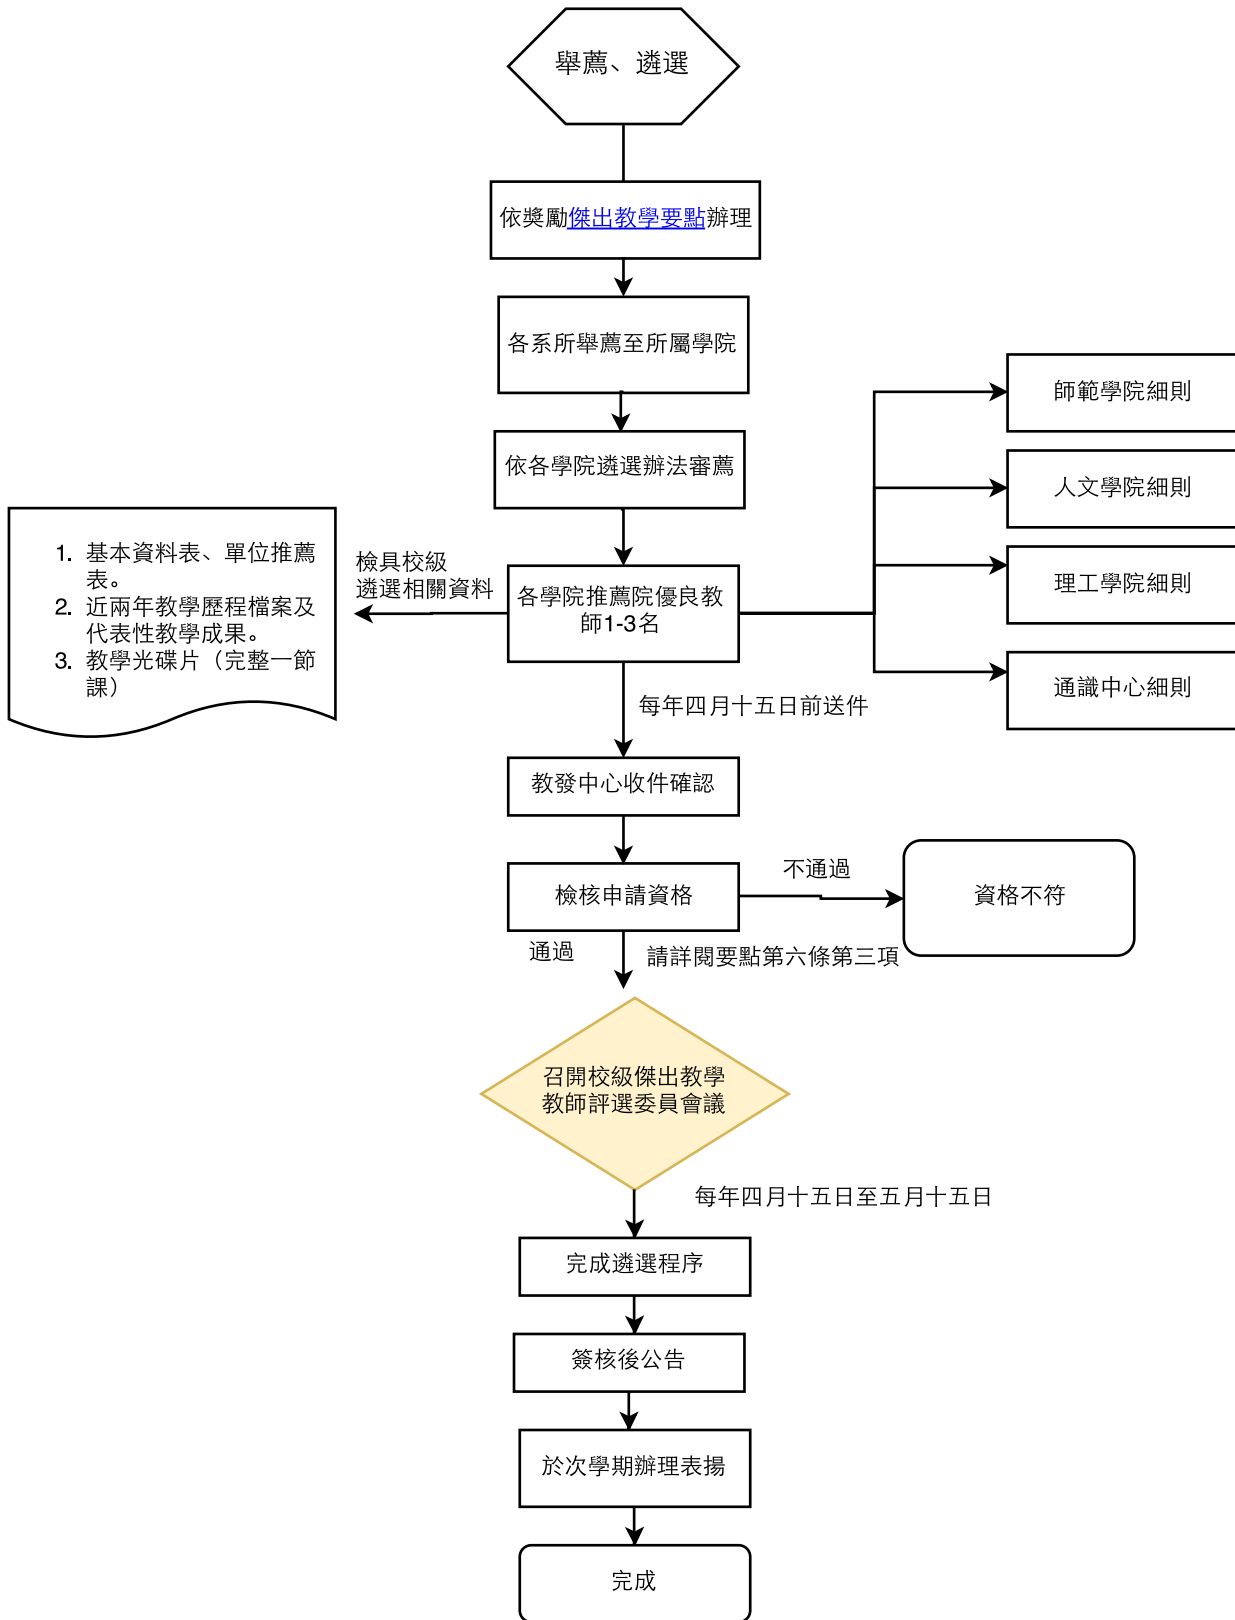 舉薦、遴選
依獎勵傑出教學要點辦理
各系所舉薦至所屬學院
師範學院細則
依各學院遴選辦法審薦
人文學院細則
1. 基本資料表、單位推薦
表。
2. 近兩年教學歷程檔案及
代表性教學成果。
3. 教學光碟片（完整一節
課）
檢具校級
遴選相關資料
各學院推薦院優良教
師1-3名
理工學院細則
通識中心細則
每年四月十五日前送件
教發中心收件確認
檢核申請資格
不通過
資格不符
通過
請詳閱要點第六條第三項
召開校級傑出教學
教師評選委員會議
每年四月十五日至五月十五日
完成遴選程序
簽核後公告
於次學期辦理表揚
完成